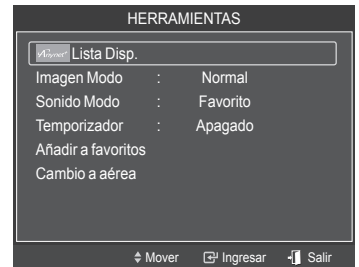 HERRAMIENTAS
Anynet+ Lista Disp.
Imagen Modo : Normal
Sonido Modo : Favorito
Temporizador : Apagado
Añadir a favoritos
Cambio a aérea
Mover Ingresar Salir